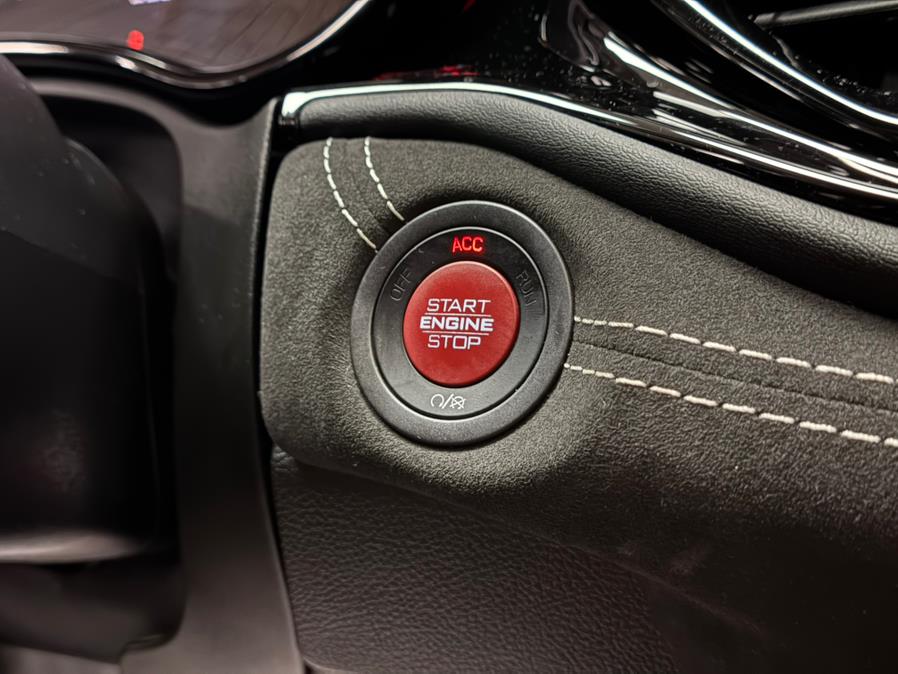 ACC
OFF
RUN
START
ENGINE
STOP